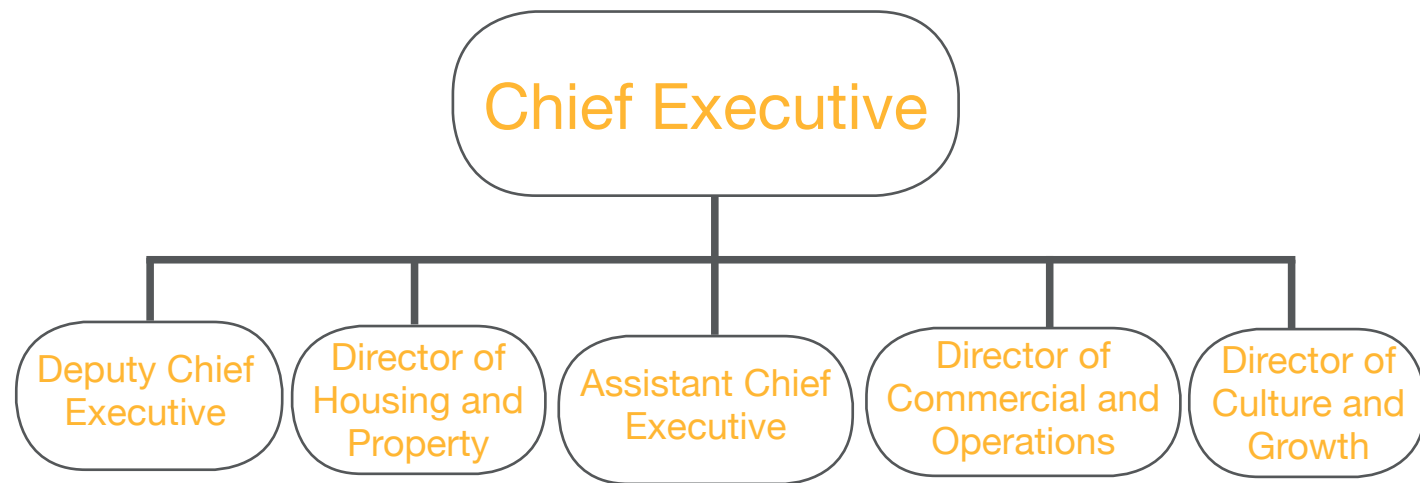 Chief Executive
Deputy Chief
Executive
Director of
Housing and
Property
Assistant Chief
Executive
Director of
Commercial and
Operations
Director of
Culture and
Growth